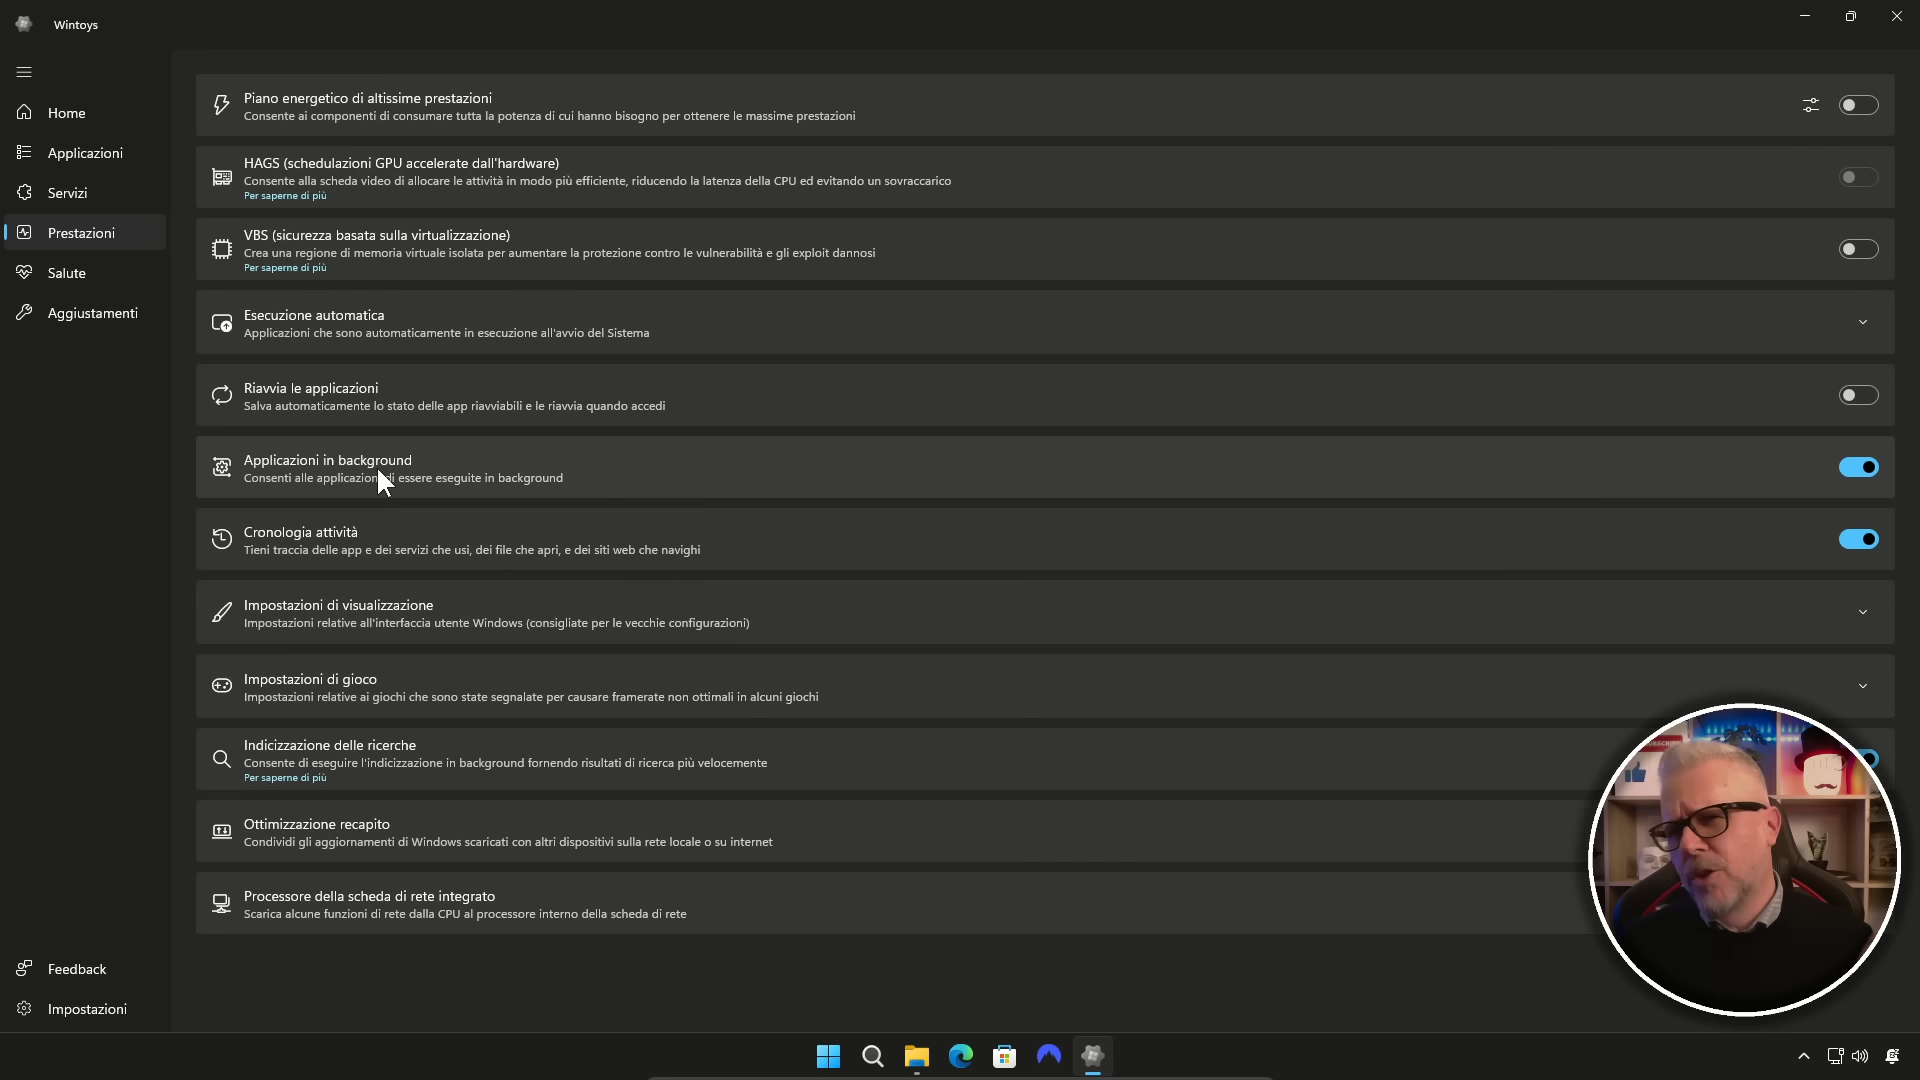 Wintoys
Home
Applicazioni
Servizi
Prestazioni
Salute
Aggiustamenti
Feedback
Impostazioni
Piano energetico di altissime prestazioni
Consente ai componenti di consumare tutta la potenza di cui hanno bisogno per ottenere le massime prestazioni
HAGS (schedulazioni GPU accelerate dall'hardware)
Consente alla scheda video di allocare le attività in modo più efficiente, riducendo la latenza della CPU ed evitando un sovraccarico
Per saperne di più
VBS (sicurezza basata sulla virtualizzazione)
Crea una regione di memoria virtuale isolata per aumentare la protezione contro le vulnerabilità e gli exploit dannosi
Per saperne di più
Esecuzione automatica
Applicazioni che sono automaticamente in esecuzione all'avvio del Sistema
Riavvia le applicazioni
Salva automaticamente lo stato delle app riavviabili e le riavvia quando accedi
Applicazioni in background
Consenti alle applicazioni di essere eseguite in background
Cronologia attività
Tieni traccia delle app e dei servizi che usi, dei file che apri, e dei siti web che navighi
Impostazioni di visualizzazione
Impostazioni relative all'interfaccia utente Windows (consigliate per le vecchie configurazioni)
Impostazioni di gioco
Impostazioni relative ai giochi che sono state segnalate per causare framerate non ottimali in alcuni giochi
Indicizzazione delle ricerche
Consente di eseguire l'indicizzazione in background fornendo risultati di ricerca più velocemente
Per saperne di più
Ottimizzazione recapito
Condividi gli aggiornamenti di Windows scaricati con altri dispositivi sulla rete locale o su internet
Processore della scheda di rete integrato
Scarica alcune funzioni di rete dalla CPU al processore interno della scheda di rete